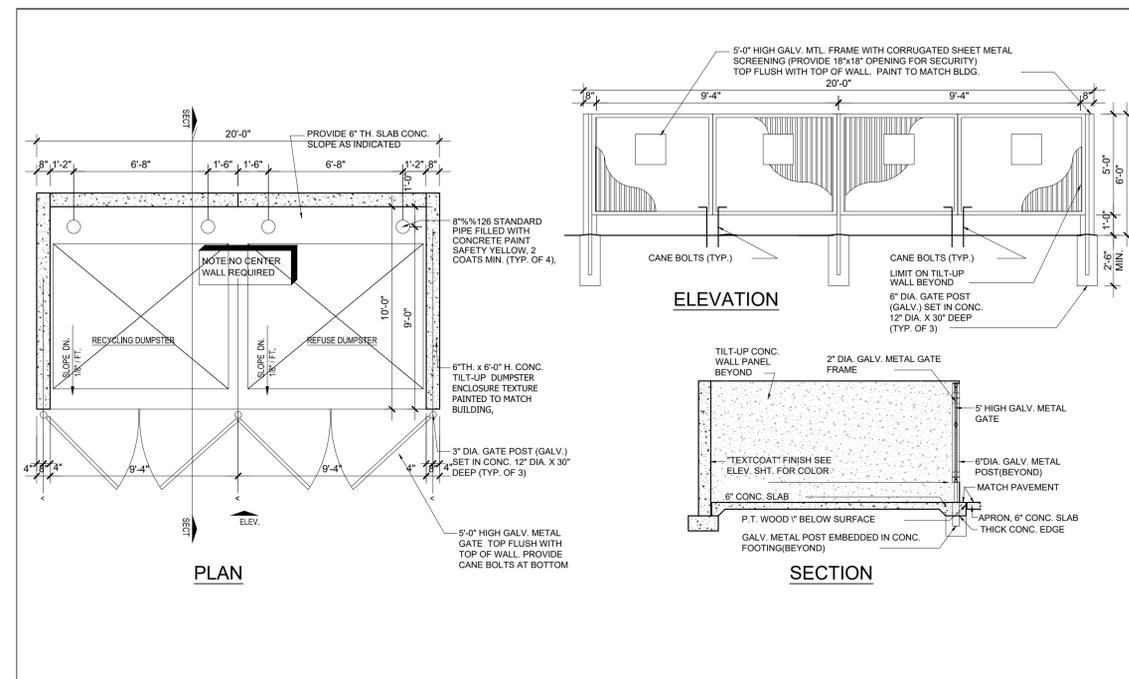 SECT
20'-0"
PROVIDE 6" TH. SLAB CONC.
SLOPE AS INDICATED
8" 1'-2" 6'-8" 1'-6" 1'-6" 6'-8" 1'-2" 8"
1'-0"
8"%%126 STANDARD
PIPE FILLED WITH
CONCRETE PAINT
SAFETY YELLOW, 2
COATS MIN. (TYP. OF 4),
NOTE:NO CENTER
WALL REQUIRED
10'-0"
9'-0"
RECYCLING DUMPSTER
REFUSE DUMPSTER
SLOPE DN.
1/8" / FT.
SLOPE DN.
1/8" / FT.
6"TH. x 6'-0" H. CONC.
TILT-UP DUMPSTER
ENCLOSURE TEXTURE
PAINTED TO MATCH
BUILDING,
3" DIA. GATE POST (GALV.)
SET IN CONC. 12" DIA. X 30"
DEEP (TYP. OF 3)
4" 8" 4" 9'-4" 9'-4" 4" 8" 4"
< < <
ELEV.
SECT
5'-0" HIGH GALV. METAL
GATE TOP FLUSH WITH
TOP OF WALL. PROVIDE
CANE BOLTS AT BOTTOM
PLAN
5'-0" HIGH GALV. MTL. FRAME WITH CORRUGATED SHEET METAL
SCREENING (PROVIDE 18"x18" OPENING FOR SECURITY)
TOP FLUSH WITH TOP OF WALL. PAINT TO MATCH BLDG.
20'-0"
8" 9'-4" 9'-4" 8"
5'-0"
6'-0"
1'-0"
2'-6"
MIN.
CANE BOLTS (TYP.)
CANE BOLTS (TYP.)
LIMIT ON TILT-UP
WALL BEYOND
6" DIA. GATE POST
(GALV.) SET IN CONC.
12" DIA. X 30" DEEP
(TYP. OF 3)
ELEVATION
TILT-UP CONC.
WALL PANEL
BEYOND
2" DIA. GALV. METAL GATE
FRAME
5' HIGH GALV. METAL
GATE
"TEXTCOAT" FINISH SEE
ELEV. SHT. FOR COLOR
6"DIA. GALV. METAL
POST(BEYOND)
6" CONC. SLAB
MATCH PAVEMENT
P.T. WOOD \" BELOW SURFACE
APRON, 6" CONC. SLAB
THICK CONC. EDGE
GALV. METAL POST EMBEDDED IN CONC.
FOOTING(BEYOND)
SECTION